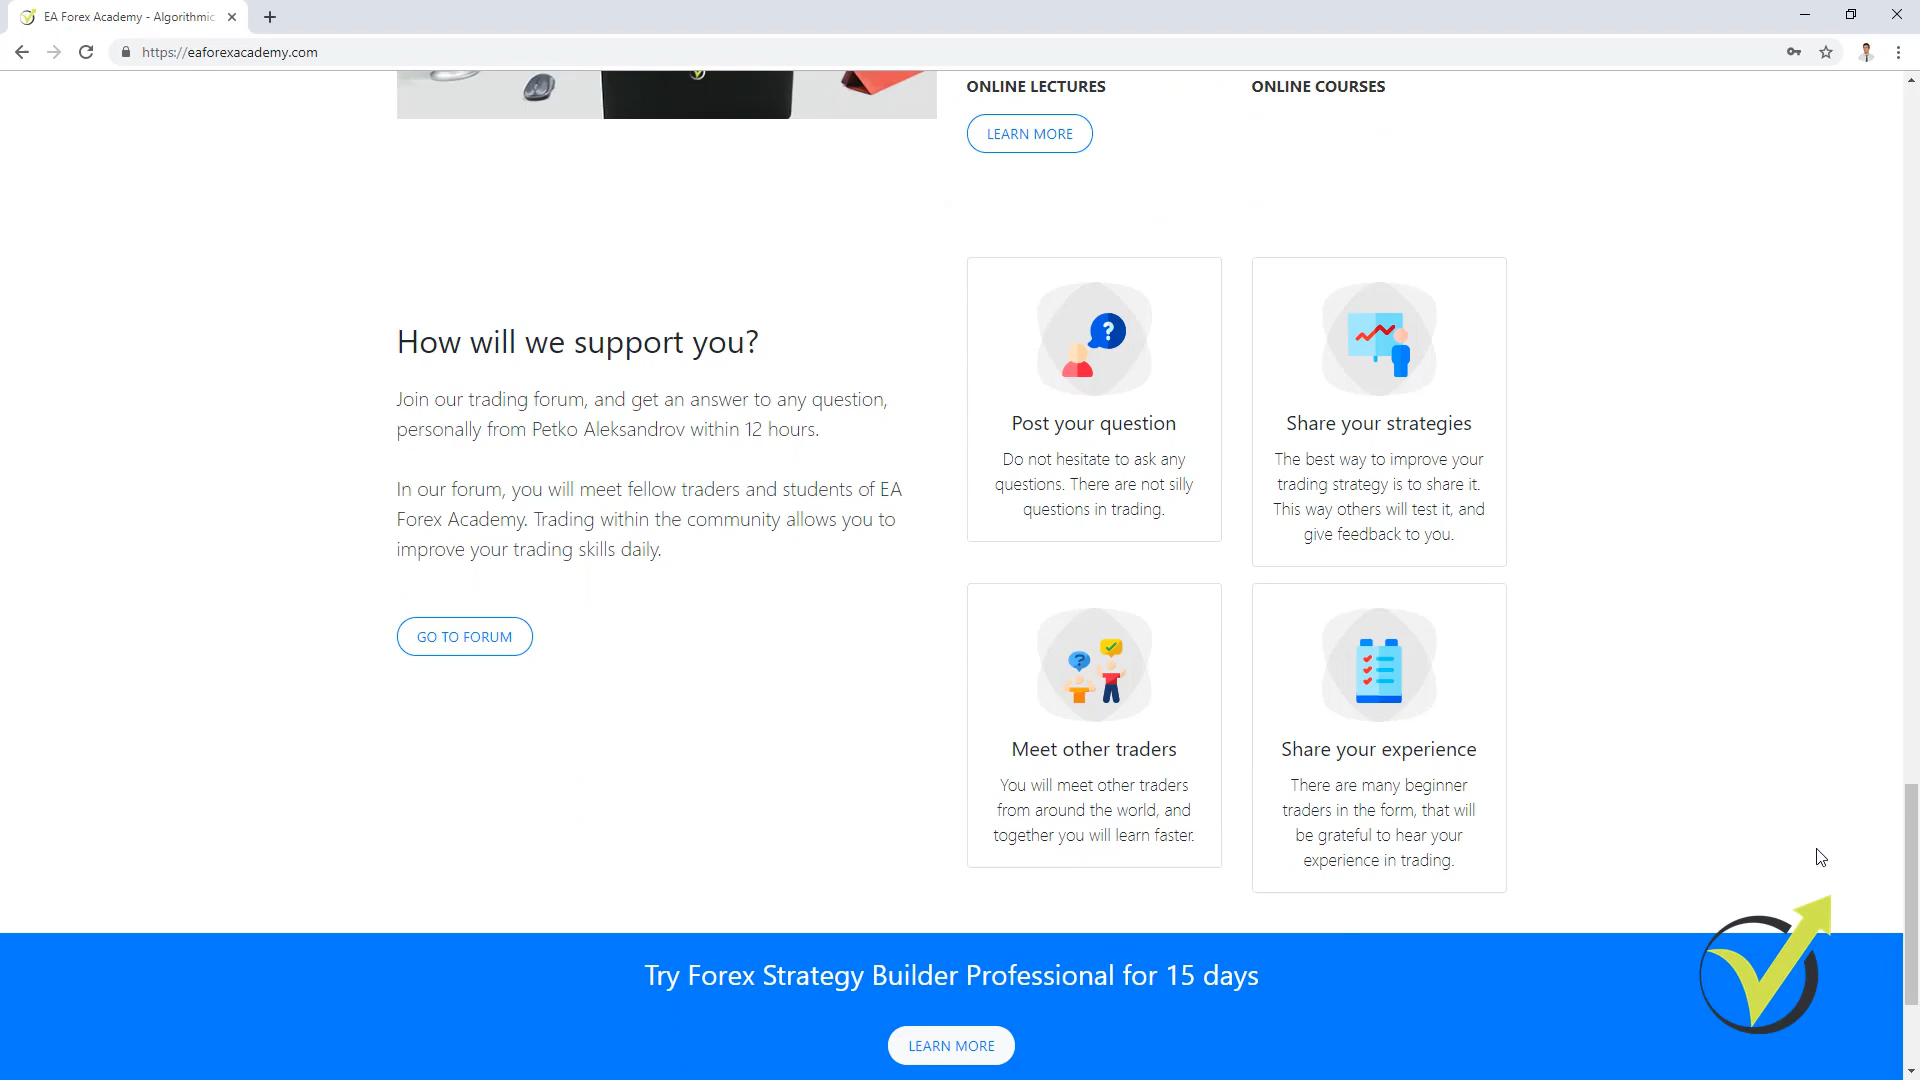 EA Forex Academy - Algorithmic
https://eaforexacademy.com
ONLINE LECTURES
ONLINE COURSES
LEARN MORE
How will we support you?
Join our trading forum, and get an answer to any question,
personally from Petko Aleksandrov within 12 hours.
In our forum, you will meet fellow traders and students of EA
Forex Academy. Trading within the community allows you to
improve your trading skills daily.
GO TO FORUM
Post your question
Do not hesitate to ask any
questions. There are not silly
questions in trading.
Share your strategies
The best way to improve your
trading strategy is to share it.
This way others will test it, and
give feedback to you.
Meet other traders
You will meet other traders
from around the world, and
together you will learn faster.
Share your experience
There are many beginner
traders in the form, that will
be grateful to hear your
experience in trading.
Try Forex Strategy Builder Professional for 15 days
LEARN MORE